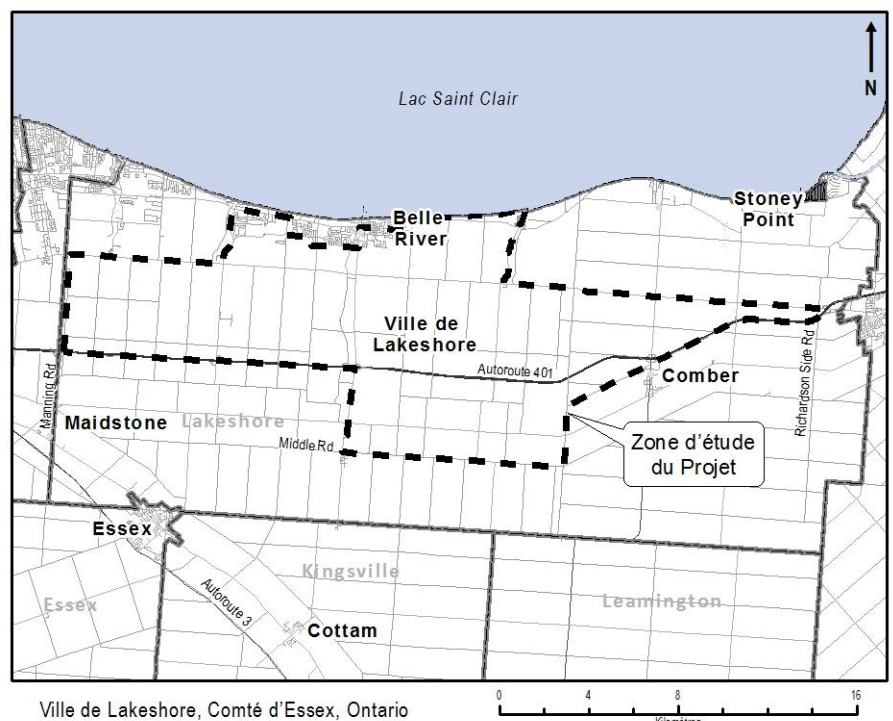 N
Lac Saint Clair
Stoney
Point
Belle
River
Ville de
Lakeshore
Autoroute 401
Comber
Richardson Side Rd
Manning Rd
Maidstone
Lakeshore
Middle Rd
Zone d'étude
du Projet
Essex
Kingsville
Essex
Leamington
Autoroute 3
Cottam
Ville de Lakeshore, Comté d'Essex, Ontario
0 4 8 16
Kilomètres